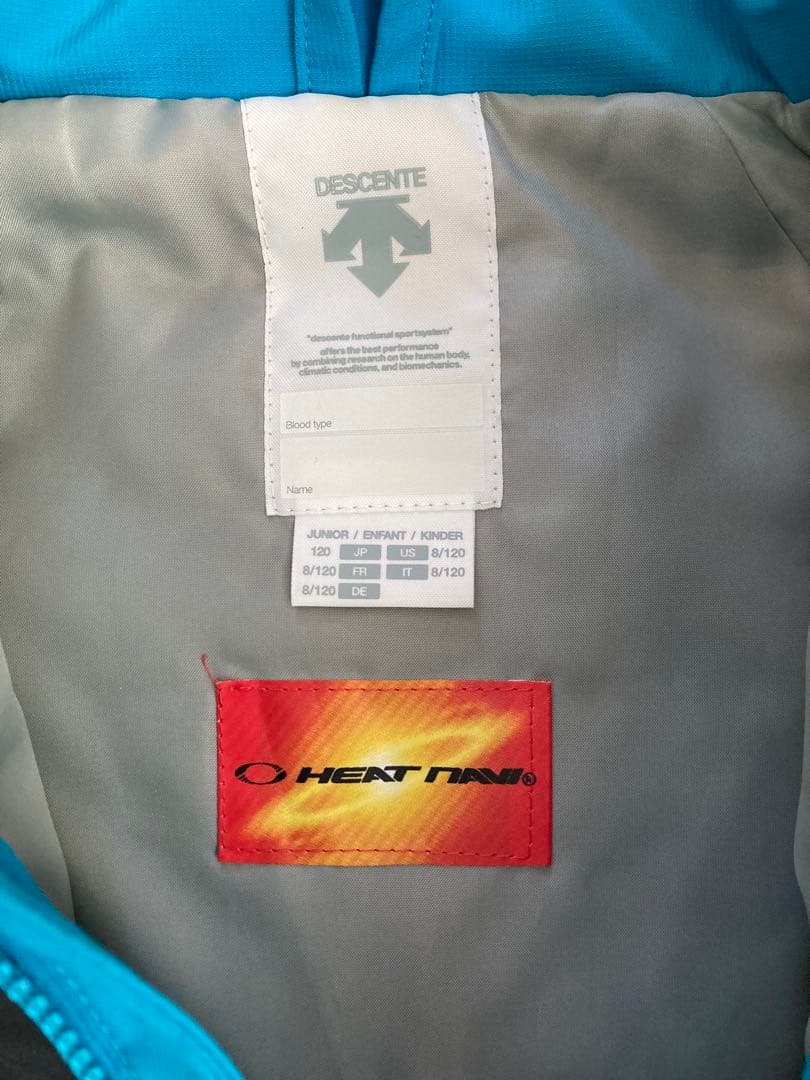 DESCENTE
"descente functional sportsystem"
offers the best performance
by combining research on the human body,
climatic conditions, and biomechanics.
Blood type
Name
JUNIOR / ENFANT / KINDER
120 JP US 8/120
8/120 FR IT 8/120
8/120 DE
HEAT NAVI®